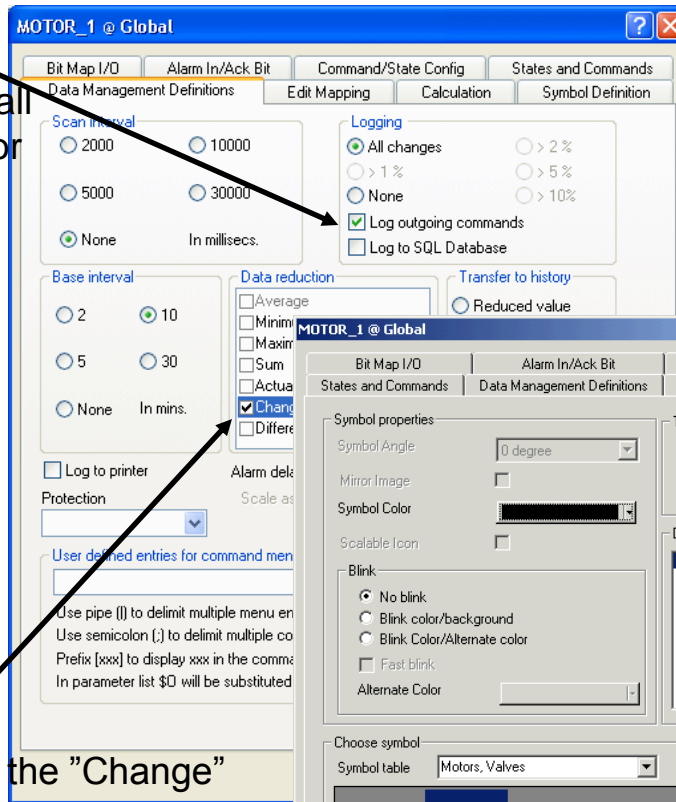 MOTOR_1 @ Global
Bit Map I/O Alarm In/Ack Bit Command/State Config States and Commands
Data Management Definitions Edit Mapping Calculation Symbol Definition
all
or
Scan interval
2000 10000
5000 30000
None In millisecs.
Logging
All changes > 2 %
> 1 % > 5 %
None > 10%
Log outgoing commands
Log to SQL Database
Base interval
2 10
5 30
None In mins.
Data reduction
Average
Minim
Maxim
Sum
Actua
Chang
Differe
Transfer to history
Reduced value
Log to printer Alarm dela
Protection Scale as
User defined entries for command men
Use pipe (|) to delimit multiple menu en
Use semicolon (;) to delimit multiple co
Prefix [xxx] to display xxx in the comma
In parameter list $0 will be substituted
the ”Change”
MOTOR_1 @ Global
Bit Map I/O Alarm In/Ack Bit
States and Commands Data Management Definitions
Symbol properties
Symbol Angle 0 degree
Mirror Image
Symbol Color
Scalable Icon
Blink
No blink
Blink color/background
Blink Color/Alternate color
Fast blink
Alternate Color
Choose symbol
Symbol table Motors, Valves